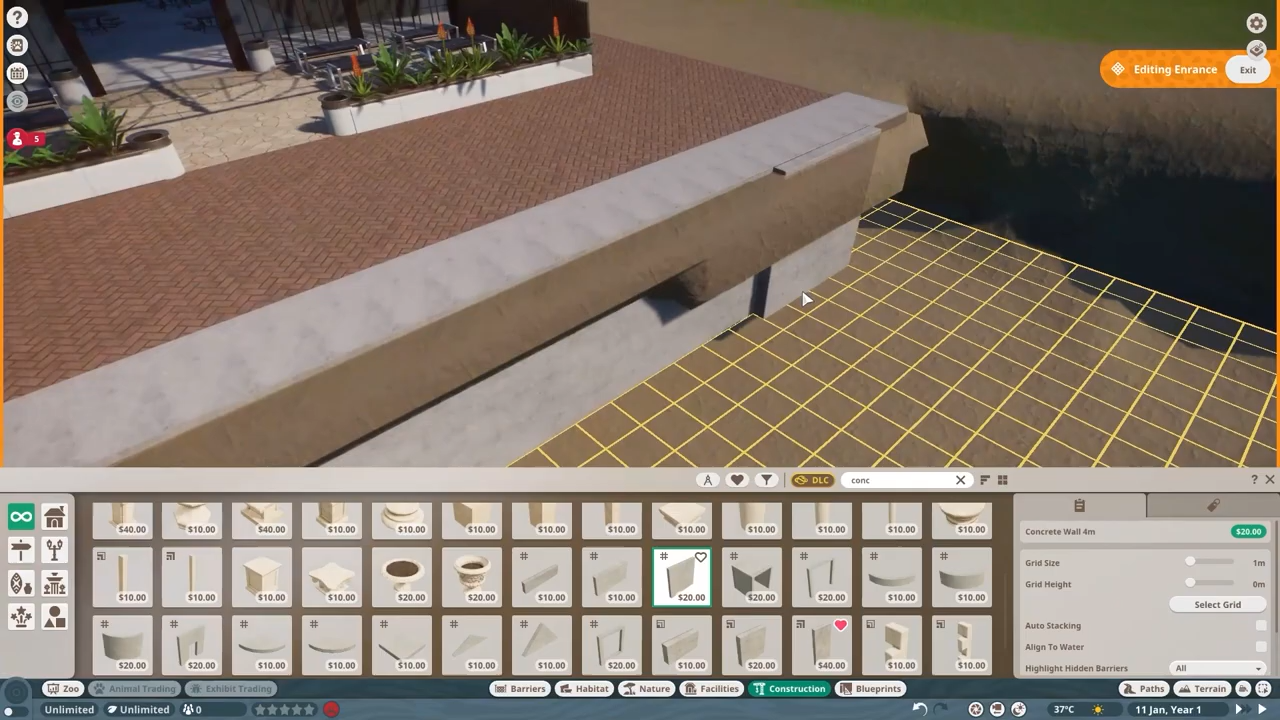 Editing Enrance
Exit
5
DLC
conc
$40.00
$10.00
$40.00
$10.00
$10.00
$10.00
$10.00
$10.00
$10.00
$10.00
$10.00
$10.00
$10.00
$10.00
$10.00
$10.00
$10.00
$20.00
$20.00
$10.00
$10.00
$20.00
$20.00
$20.00
$10.00
$10.00
$20.00
$20.00
$10.00
$10.00
$10.00
$10.00
$10.00
$20.00
$10.00
$20.00
$40.00
$10.00
$10.00
Concrete Wall 4m
$20.00
Grid Size
1m
Grid Height
0m
Select Grid
Auto Stacking
Align To Water
Highlight Hidden Barriers
All
Zoo
Animal Trading
Exhibit Trading
Barriers
Habitat
Nature
Facilities
Construction
Blueprints
Paths
Terrain
Unlimited
Unlimited
0
37°C
11 Jan, Year 1